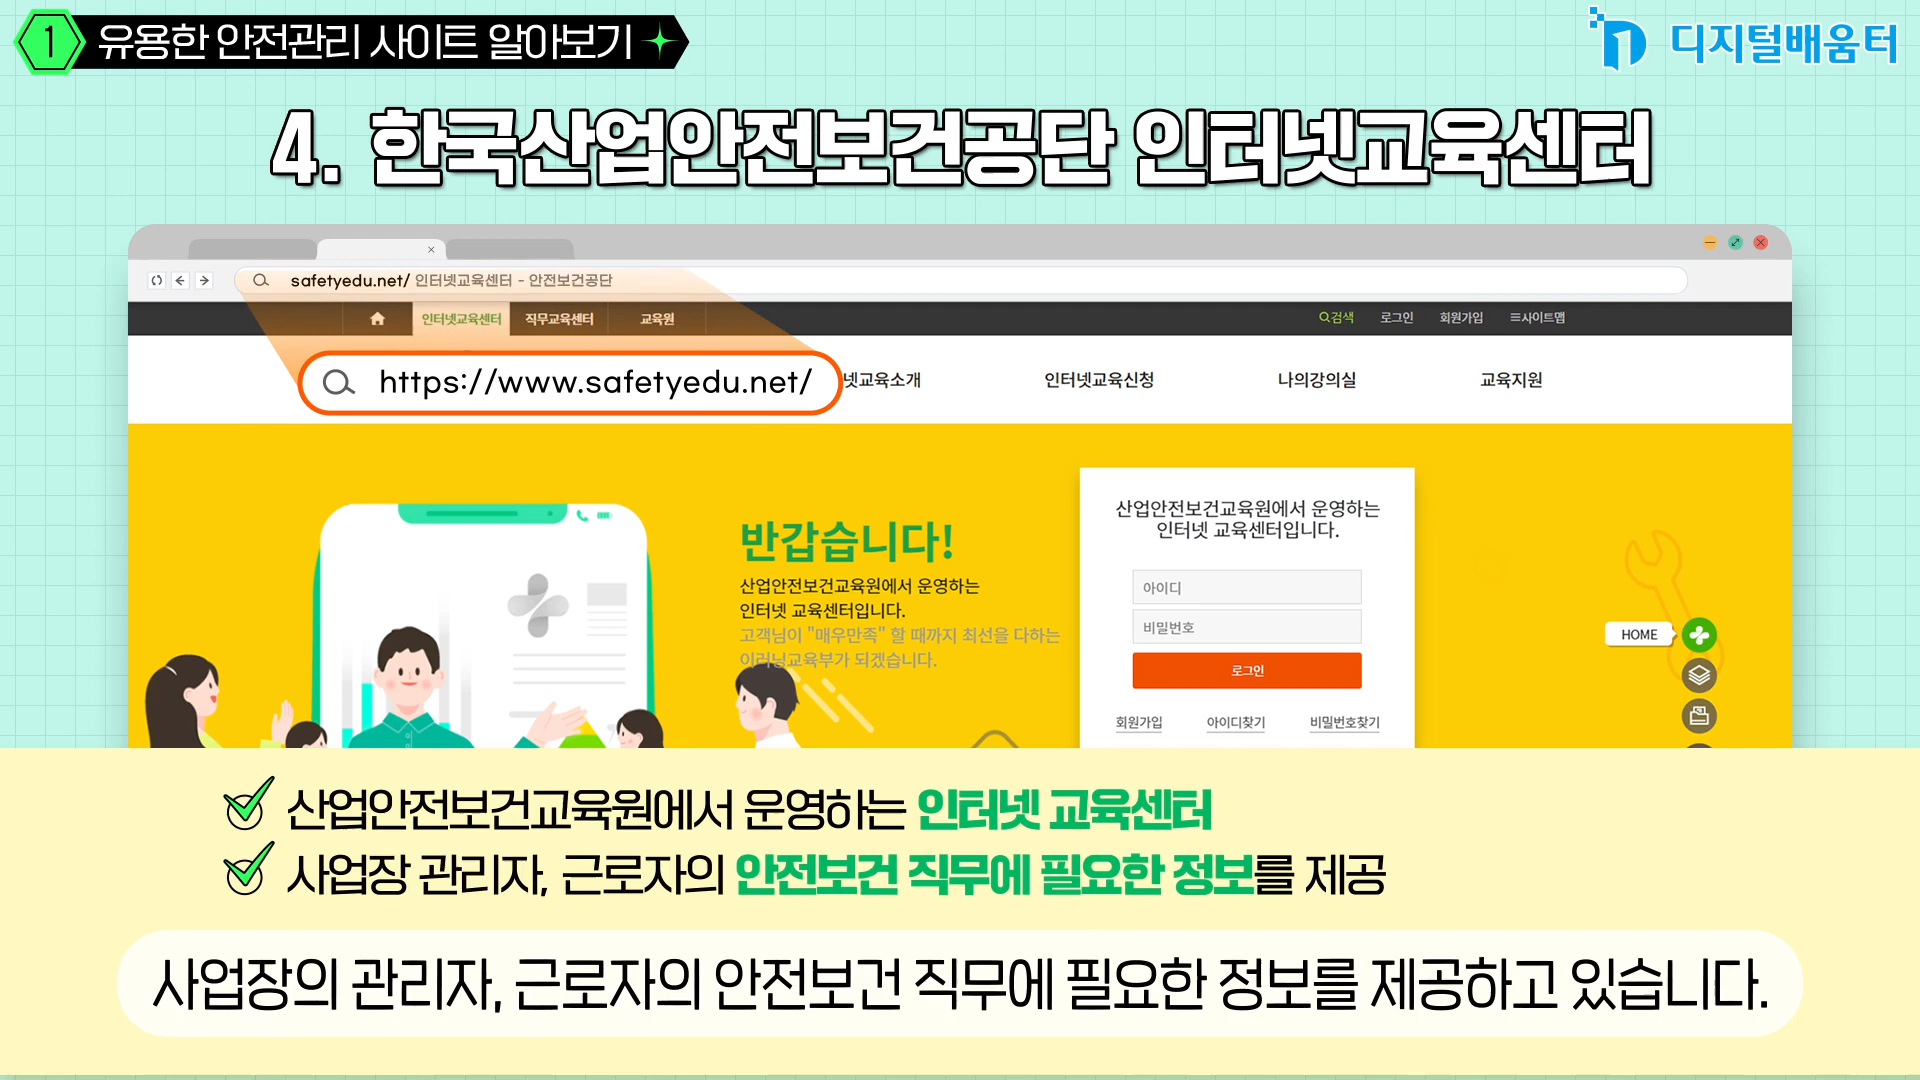 1 유용한 안전관리 사이트 알아보기
디지털배움터
4. 한국산업안전보건공단 인터넷교육센터
safetyedu.net/ 인터넷교육센터 - 안전보건공단
인터넷교육센터 직무교육센터 교육원 검색 로그인 회원가입 사이트맵
https://www.safetyedu.net/ 넷교육소개 인터넷교육신청 나의강의실 교육지원
반갑습니다!
산업안전보건교육원에서 운영하는
인터넷 교육센터입니다.
고객님이 "매우만족" 할 때까지 최선을 다하는
이러닝교육부가 되겠습니다.
산업안전보건교육원에서 운영하는
인터넷 교육센터입니다.
아이디
비밀번호
로그인
회원가입 아이디찾기 비밀번호찾기
HOME
산업안전보건교육원에서 운영하는 인터넷 교육센터
사업장 관리자, 근로자의 안전보건 직무에 필요한 정보를 제공
사업장의 관리자, 근로자의 안전보건 직무에 필요한 정보를 제공하고 있습니다.